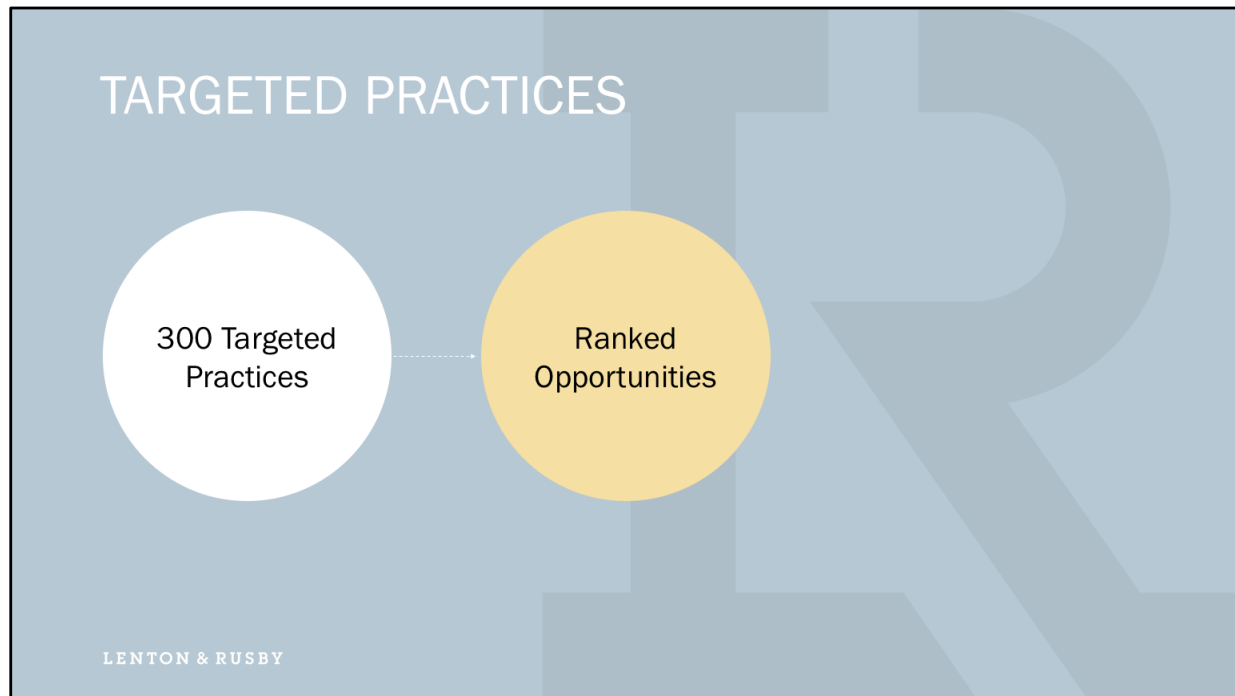 TARGETED PRACTICES
300 Targeted
Practices
Ranked
Opportunities
LENTON & RUSBY